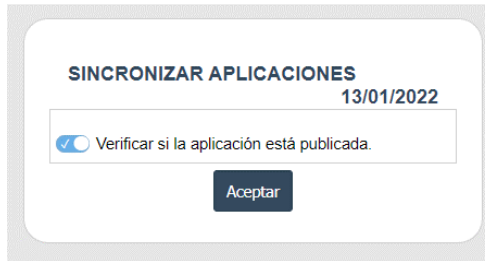 SINCRONIZAR APLICACIONES
13/01/2022
Verificar si la aplicación está publicada.
Aceptar